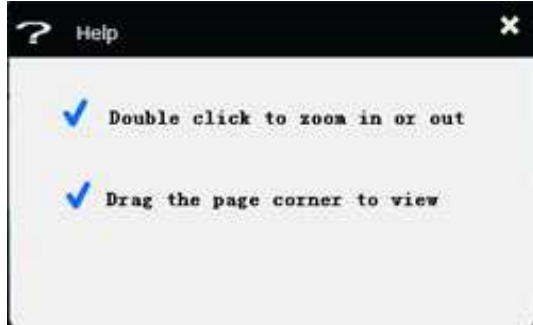 Help
Double click to zoom in or out
Drag the page corner to view